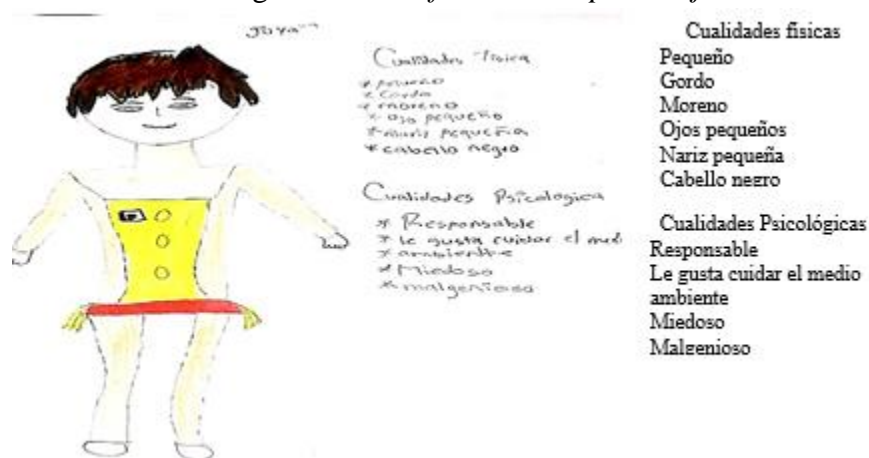 Cualidades Física
* Pequeño
* Gordo
* moreno
* ojo pequeño
* nariz pequeña
* cabello negro
Cualidades Psicologica
* Responsable
* le gusta cuidar el med
* ambiente
* Miedoso
* malgenioso
Cualidades físicas
Pequeño
Gordo
Moreno
Ojos pequeños
Nariz pequeña
Cabello negro
Cualidades Psicológicas
Responsable
Le gusta cuidar el medio
ambiente
Miedoso
Malgenioso